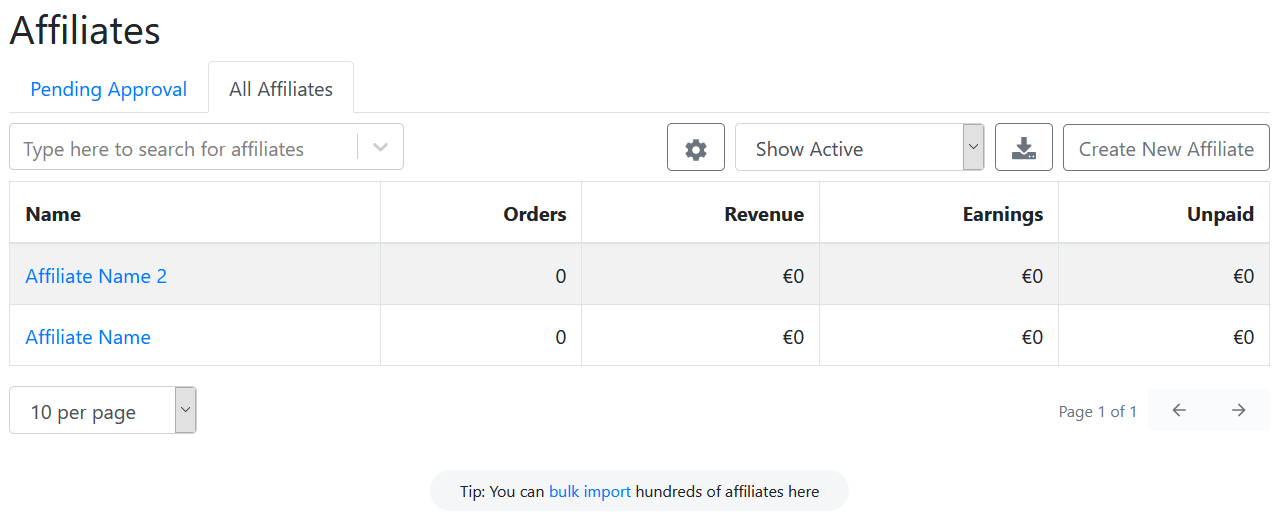 Affiliates
Pending Approval All Affiliates
Type here to search for affiliates Show Active Create New Affiliate
Name Orders Revenue Earnings Unpaid
Affiliate Name 2 0 €0 €0 €0
Affiliate Name 0 €0 €0 €0
10 per page Page 1 of 1
Tip: You can bulk import hundreds of affiliates here